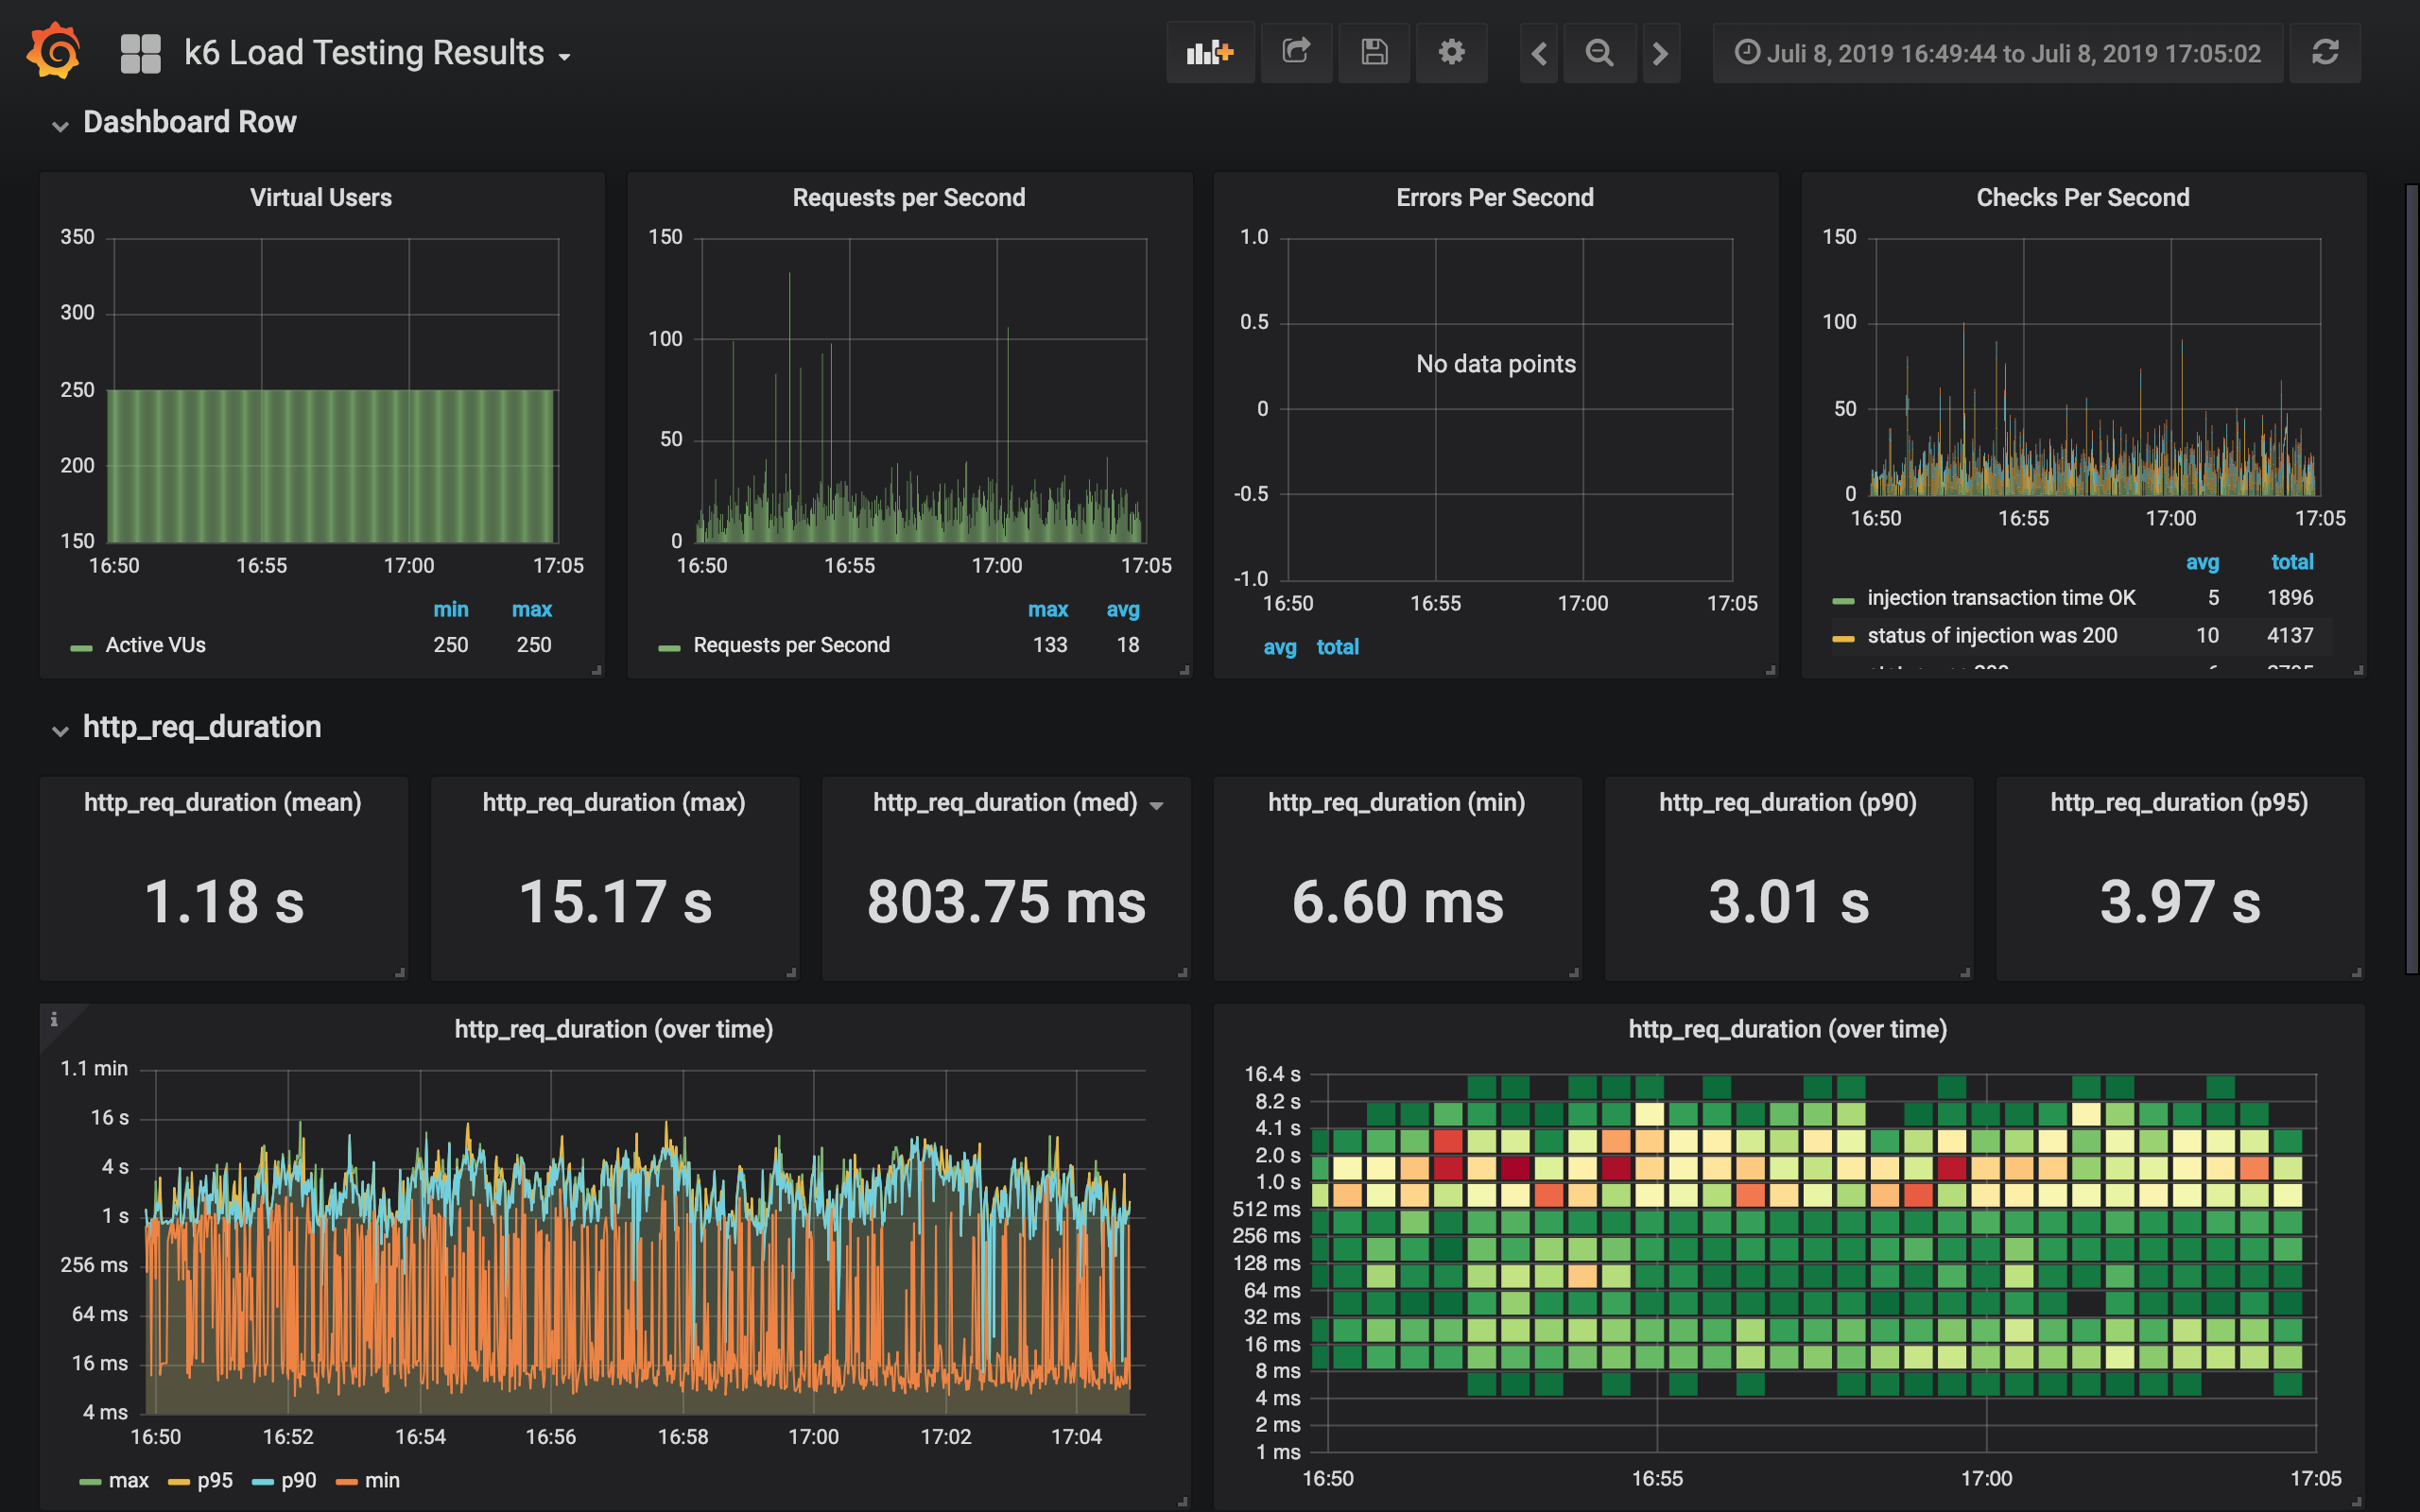 k6 Load Testing Results
Juli 8, 2019 16:49:44 to Juli 8, 2019 17:05:02
Dashboard Row
Virtual Users
350
300
250
200
150
16:50 16:55 17:00 17:05
min max
Active VUs 250 250
Requests per Second
150
100
50
0
16:50 16:55 17:00 17:05
max avg
Requests per Second 133 18
Errors Per Second
1.0
0.5
0
-0.5
-1.0
No data points
16:50 16:55 17:00 17:05
avg total
Checks Per Second
150
100
50
0
16:50 16:55 17:00 17:05
avg total
injection transaction time OK 5 1896
status of injection was 200 10 4137
http_req_duration
http_req_duration (mean)
1.18 s
http_req_duration (max)
15.17 s
http_req_duration (med)
803.75 ms
http_req_duration (min)
6.60 ms
http_req_duration (p90)
3.01 s
http_req_duration (p95)
3.97 s
i
http_req_duration (over time)
1.1 min
16 s
4 s
1 s
256 ms
64 ms
16 ms
4 ms
16:50 16:52 16:54 16:56 16:58 17:00 17:02 17:04
max p95 p90 min
http_req_duration (over time)
16.4 s
8.2 s
4.1 s
2.0 s
1.0 s
512 ms
256 ms
128 ms
64 ms
32 ms
16 ms
8 ms
4 ms
2 ms
1 ms
16:50 16:55 17:00 17:05